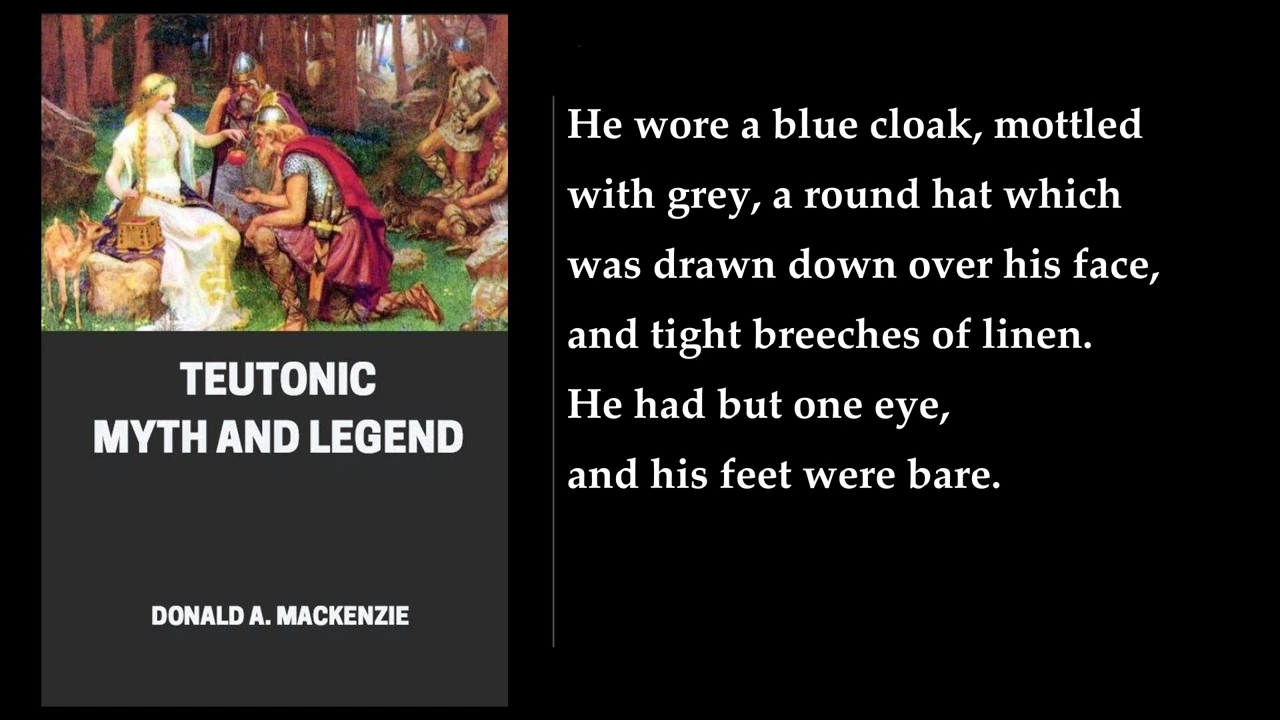 TEUTONIC
MYTH AND LEGEND
DONALD A. MACKENZIE
He wore a blue cloak, mottled
with grey, a round hat which
was drawn down over his face,
and tight breeches of linen.
He had but one eye,
and his feet were bare.